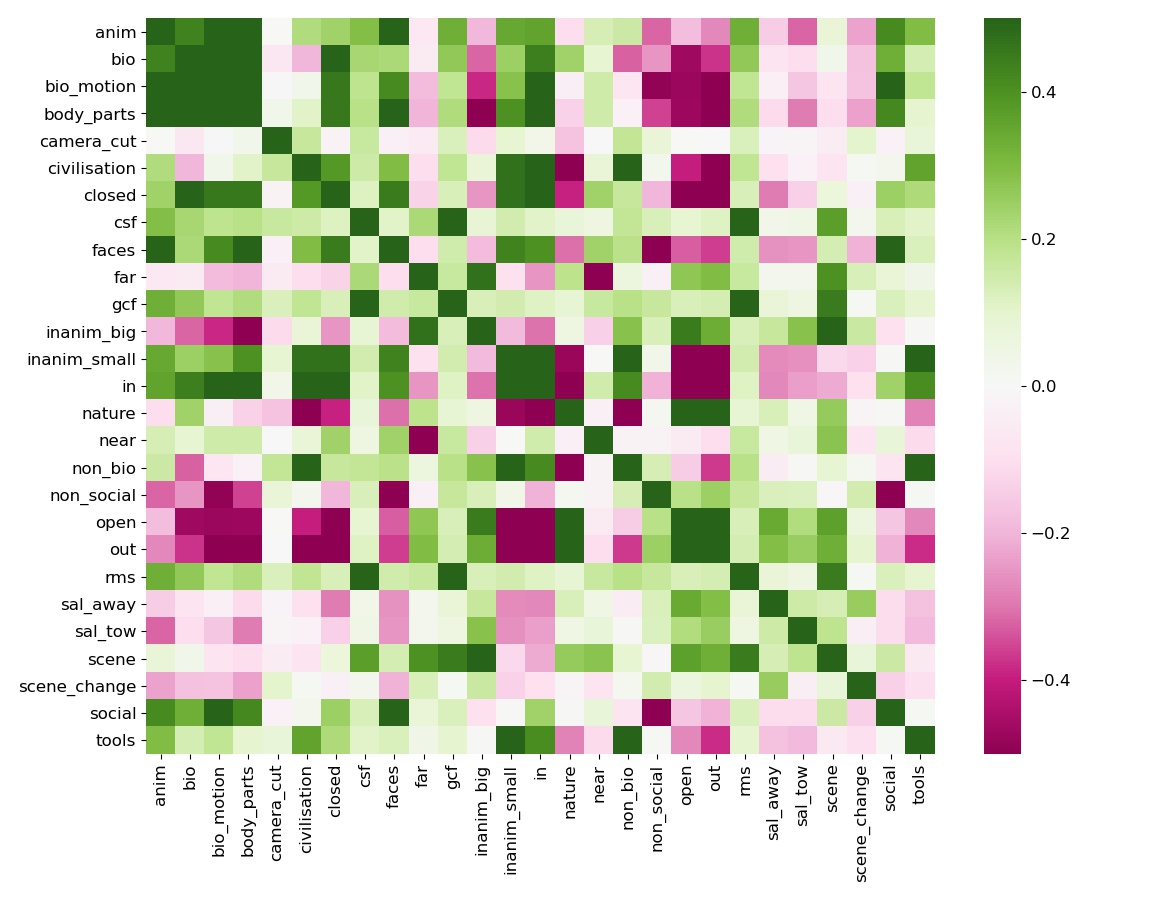 anim
bio
bio_motion
body_parts
camera_cut
civilisation
closed
csf
faces
far
gcf
inanim_big
inanim_small
in
nature
near
non_bio
non_social
open
out
rms
sal_away
sal_tow
scene
scene_change
social
tools
anim
bio
bio_motion
body_parts
camera_cut
civilisation
closed
csf
faces
far
gcf
inanim_big
inanim_small
in
nature
near
non_bio
non_social
open
out
rms
sal_away
sal_tow
scene
scene_change
social
tools
0.4
0.2
0.0
−0.2
−0.4